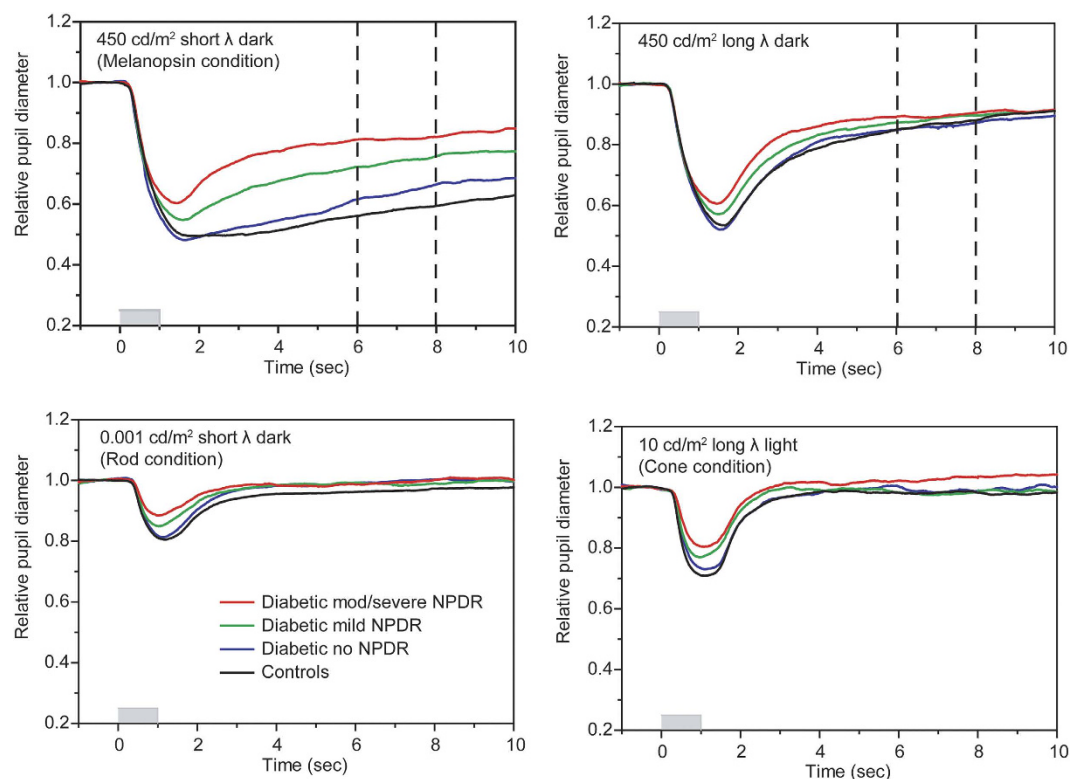 450 cd/m² short λ dark
(Melanopsin condition)
Relative pupil diameter
1.2
1.0
0.8
0.6
0.4
0.2
0 2 4 6 8 10
Time (sec)
450 cd/m² long λ dark
Relative pupil diameter
1.2
1.0
0.8
0.6
0.4
0.2
0 2 4 6 8 10
Time (sec)
0.001 cd/m² short λ dark
(Rod condition)
Relative pupil diameter
1.2
1.0
0.8
0.6
0.4
0.2
Diabetic mod/severe NPDR
Diabetic mild NPDR
Diabetic no NPDR
Controls
0 2 4 6 8 10
Time (sec)
10 cd/m² long λ light
(Cone condition)
Relative pupil diameter
1.2
1.0
0.8
0.6
0.4
0.2
0 2 4 6 8 10
Time (sec)